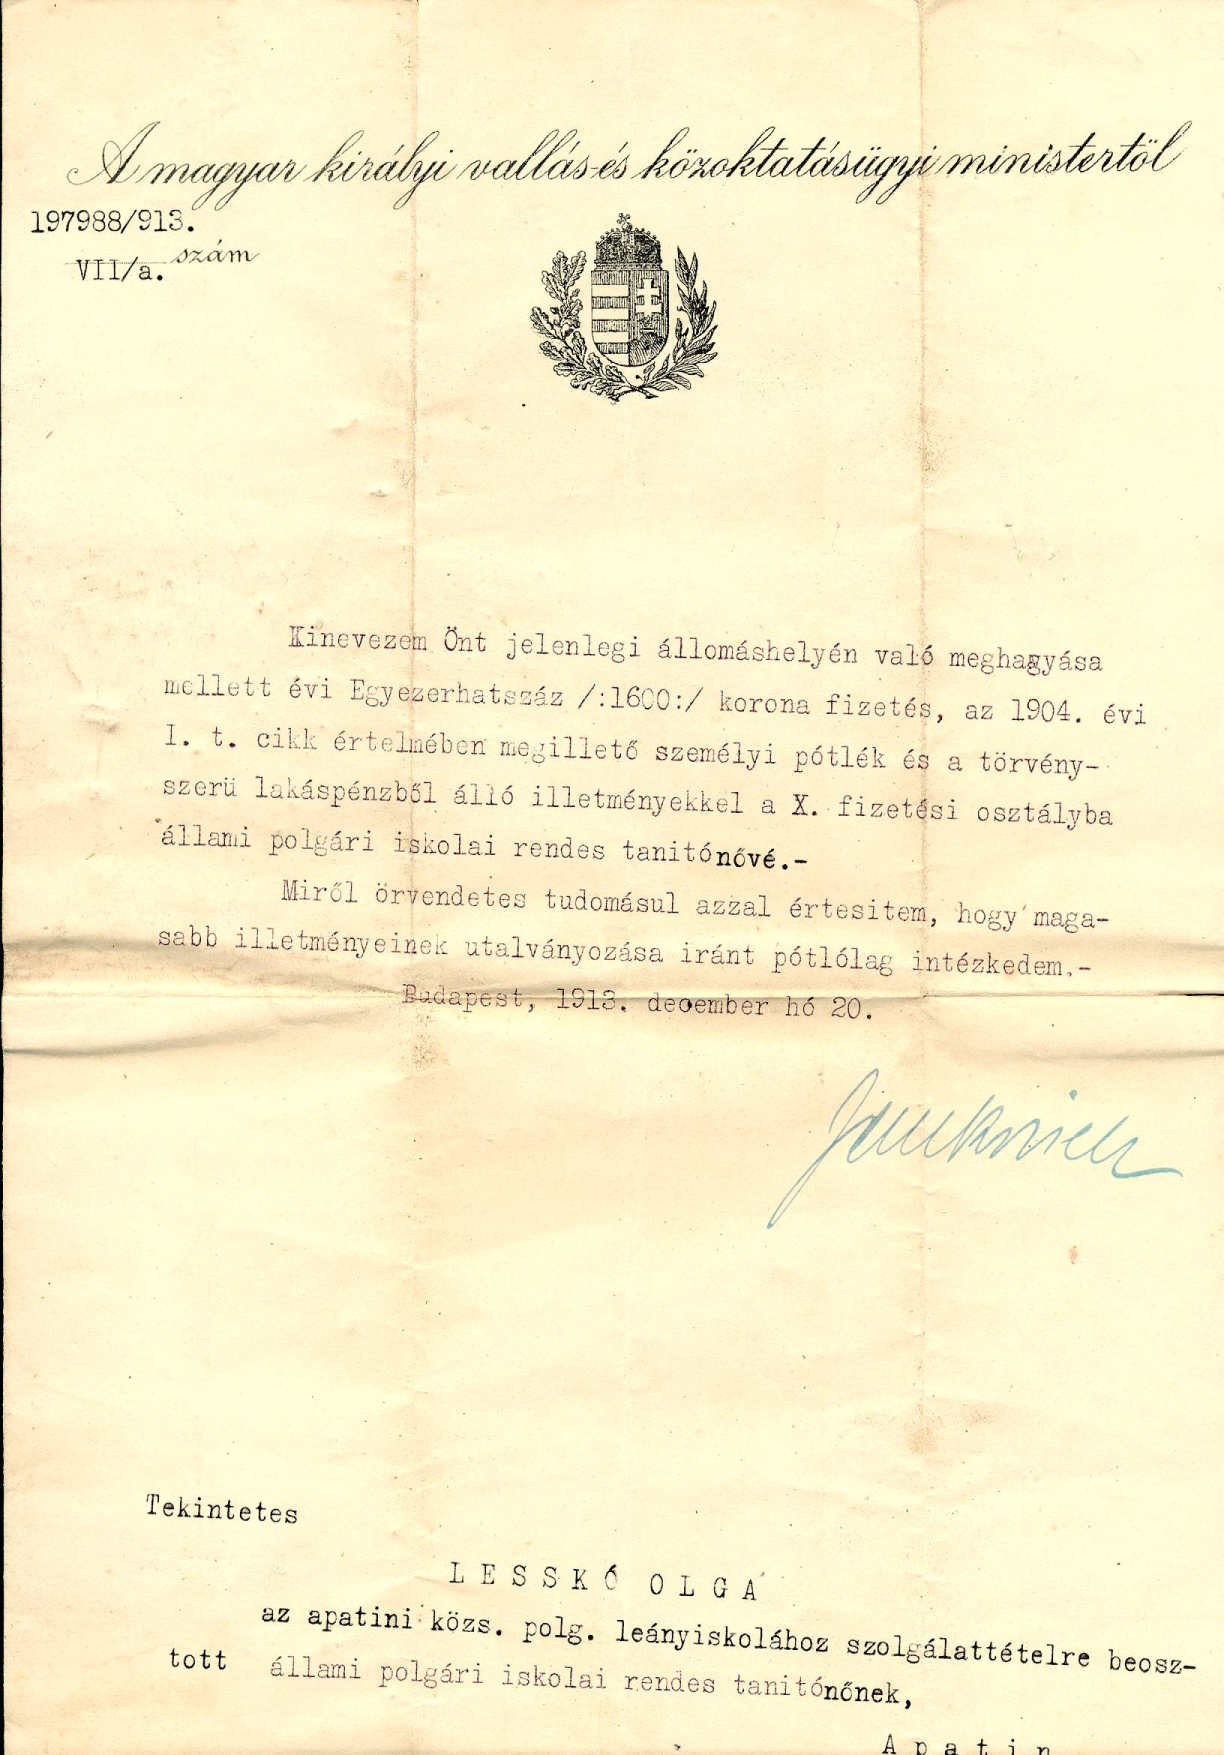 A magyar királyi vallás-és közoktatásügyi ministertöl
197988/913.
VII/a. szám
Kinevezem Önt jelenlegi állomáshelyén való meghagyása
mellett évi Egyezerhatszáz /:1600:/ korona fizetés, az 1904. évi
I. t. cikk értelmében megillető személyi pótlék és a törvény-
szerü lakáspénzből álló illetményekkel a X. fizetési osztályba
állami polgári iskolai rendes tanitónővé.-
Miről örvendetes tudomásul azzal értesitem, hogy maga-
sabb illetményeinek utalványozása iránt pótlólag intézkedem.-
Budapest, 1913. december hó 20.
Jankovich
Tekintetes
LESSKÓ OLGA
az apatini közs. polg. leányiskolához szolgálattételre beosz-
tott állami polgári iskolai rendes tanitónőnek,
Apatin